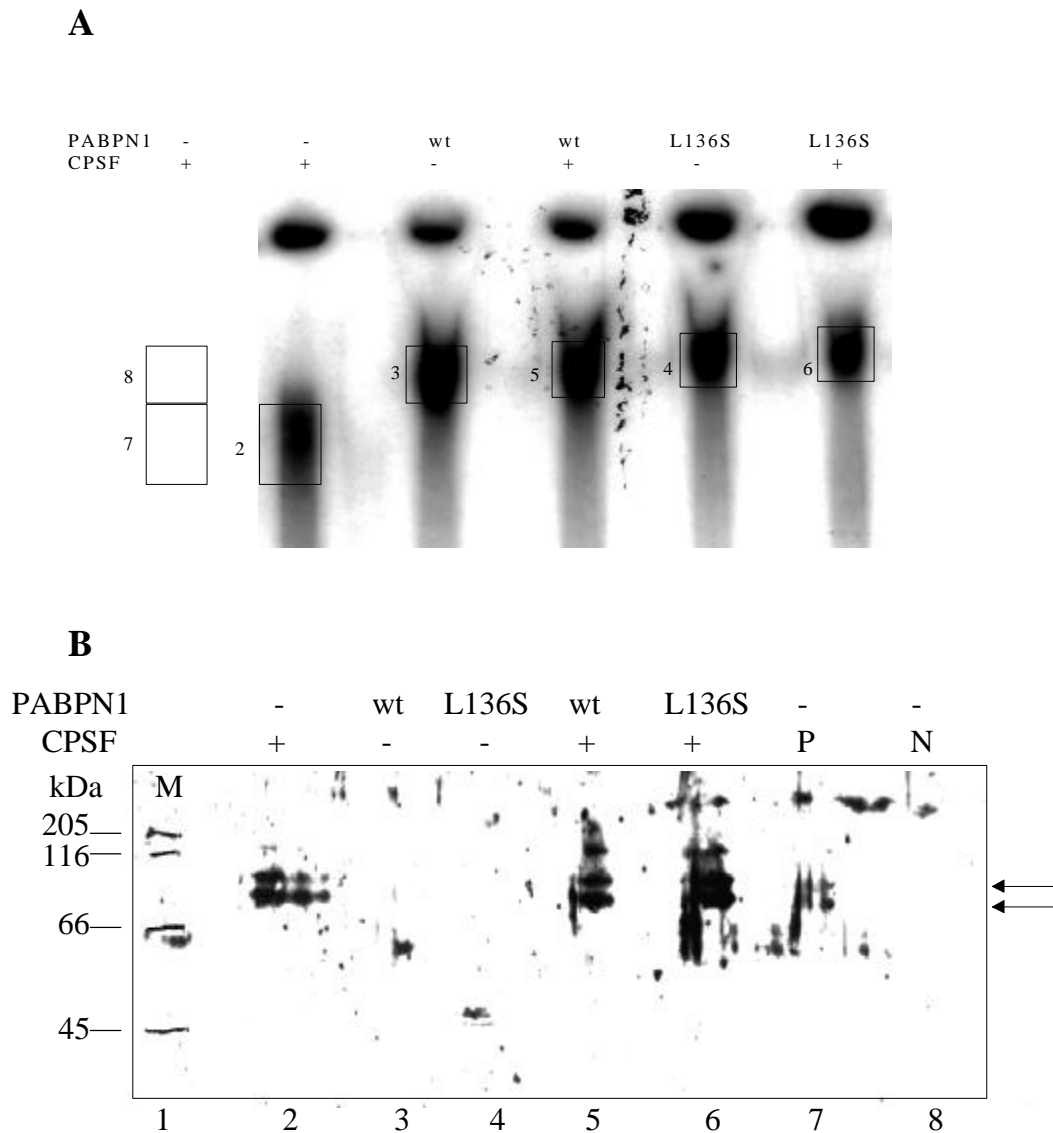 A
PABPN1 - - wt wt L136S L136S
CPSF + + - + - +
8
7
2
3
5
4
6
B
PABPN1 - wt L136S wt L136S - -
CPSF + - - + + P N
kDa M
205
116
66
45
1 2 3 4 5 6 7 8